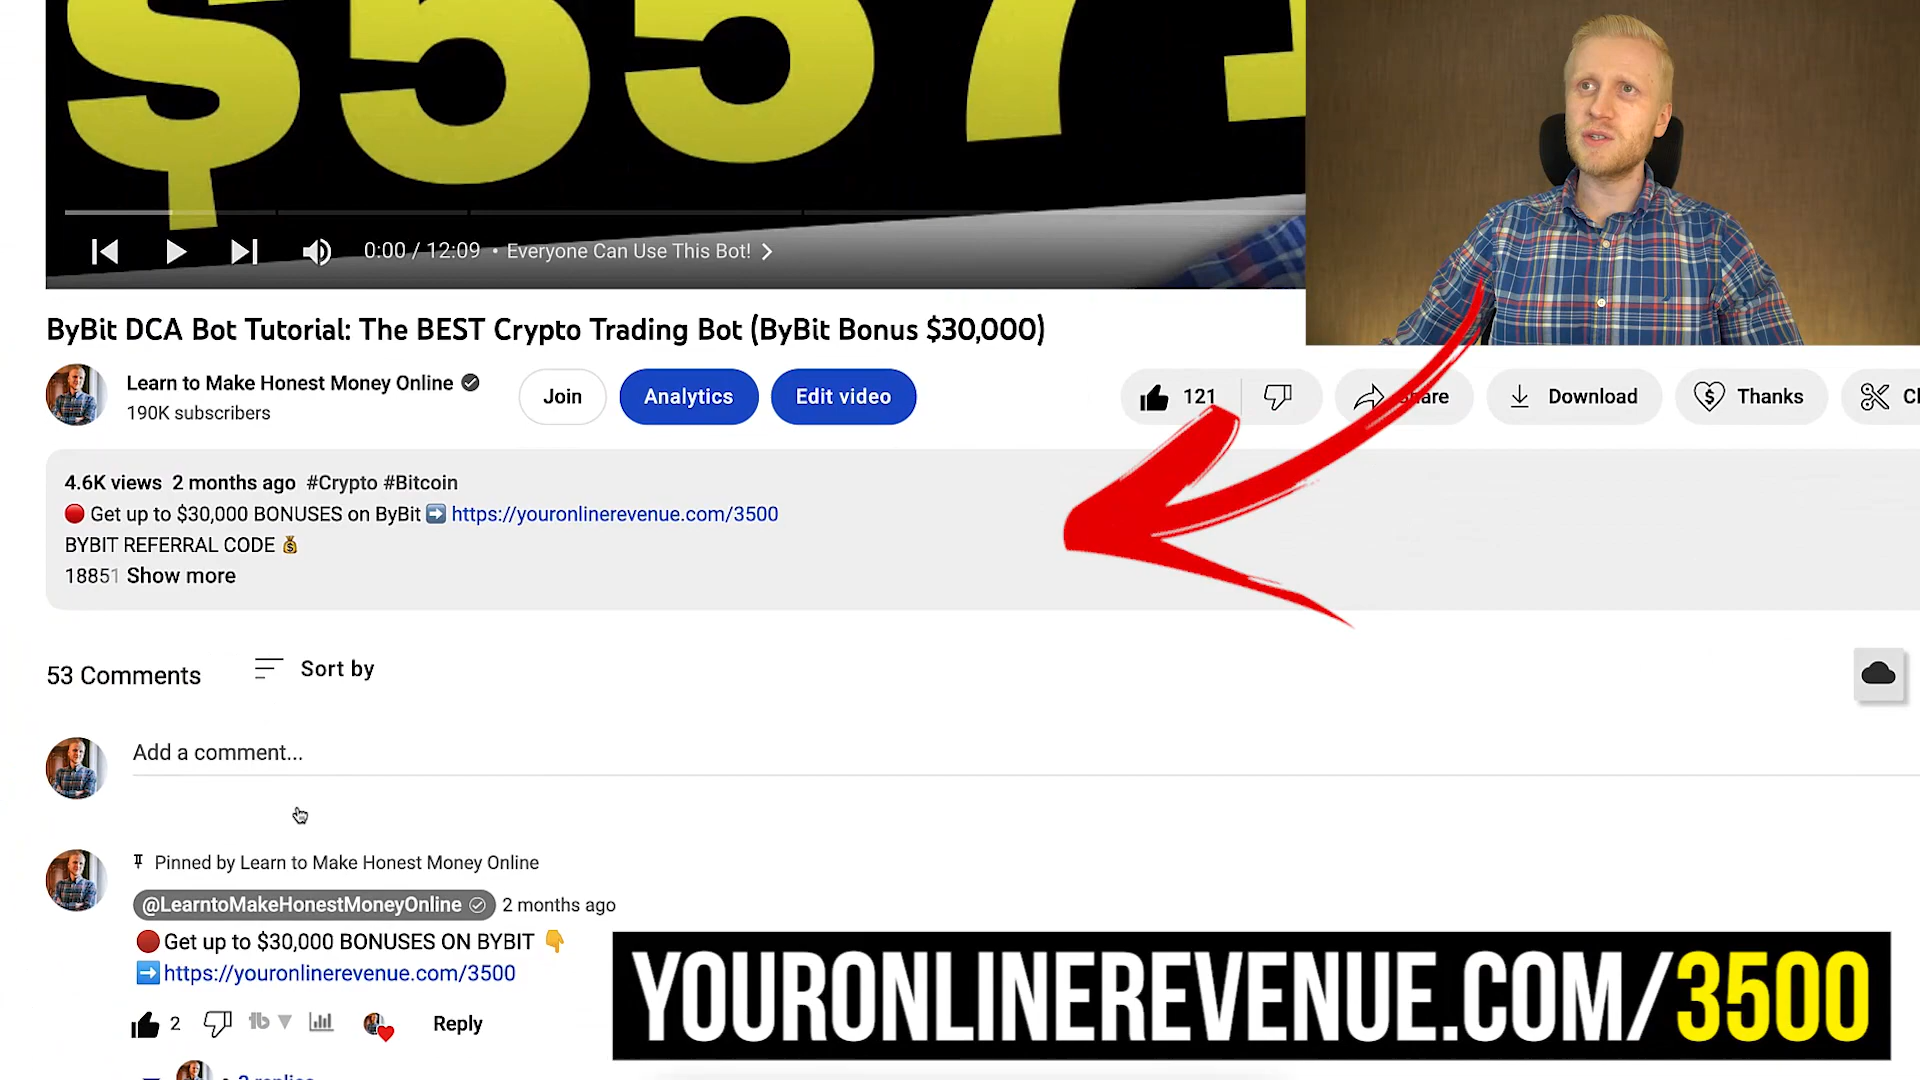 $557
0:00 / 12:09 • Everyone Can Use This Bot!
ByBit DCA Bot Tutorial: The BEST Crypto Trading Bot (ByBit Bonus $30,000)
Learn to Make Honest Money Online
190K subscribers
Join
Analytics
Edit video
121
Share
Download
Thanks
4.6K views 2 months ago #Crypto #Bitcoin
Get up to $30,000 BONUSES on ByBit ➡️ https://youronlinerevenue.com/3500
BYBIT REFERRAL CODE 💰
18851 Show more
53 Comments
Sort by
Add a comment...
Pinned by Learn to Make Honest Money Online
@LearntoMakeHonestMoneyOnline 2 months ago
Get up to $30,000 BONUSES ON BYBIT 👇
➡️ https://youronlinerevenue.com/3500
2
Reply
YOURONLINEREVENUE.COM/3500